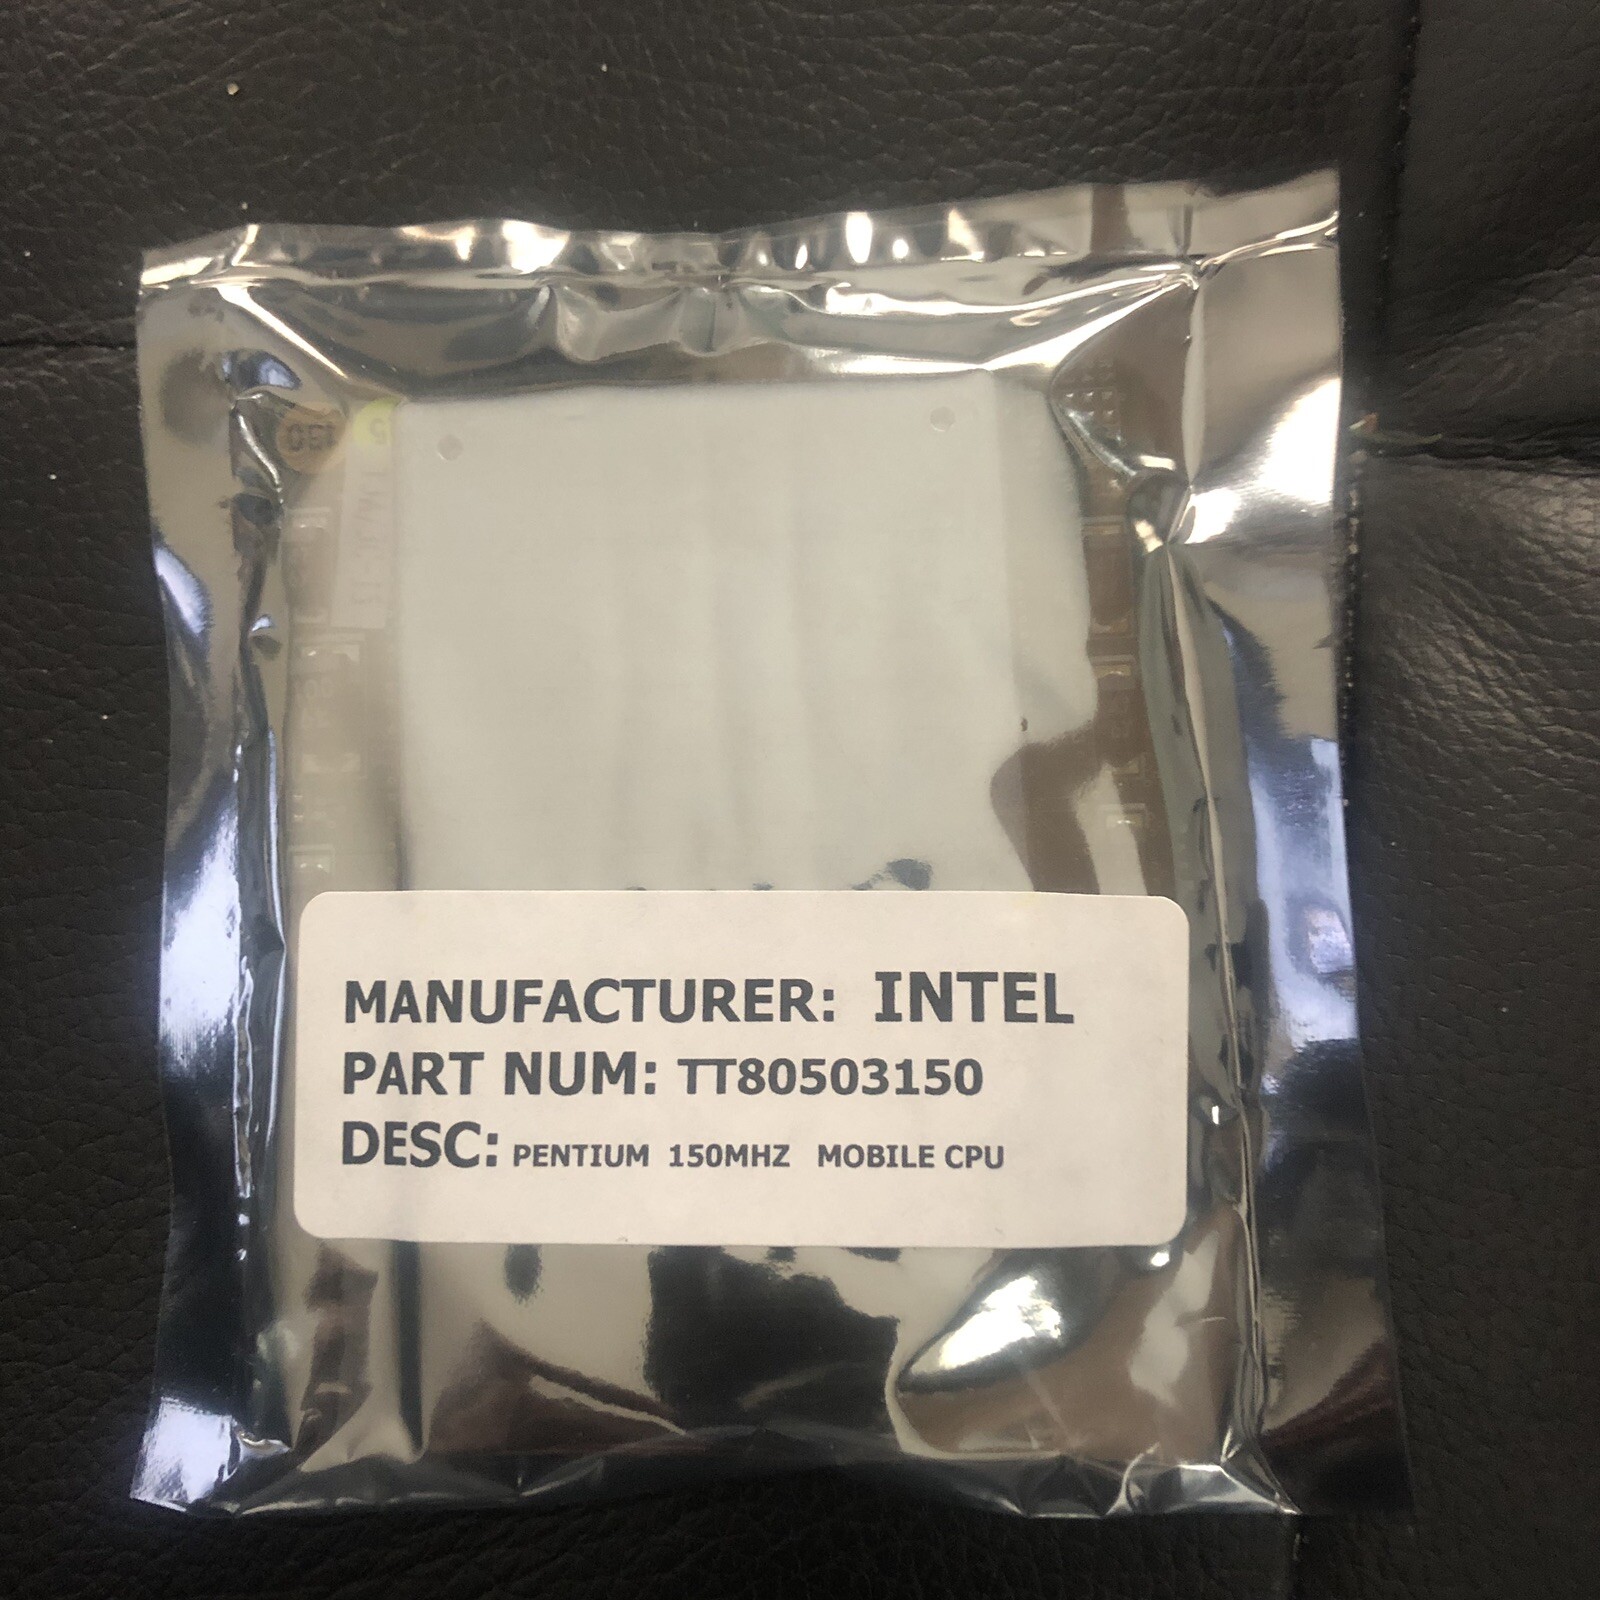 MANUFACTURER: INTEL
PART NUM: TT80503150
DESC: PENTIUM 150MHZ MOBILE CPU